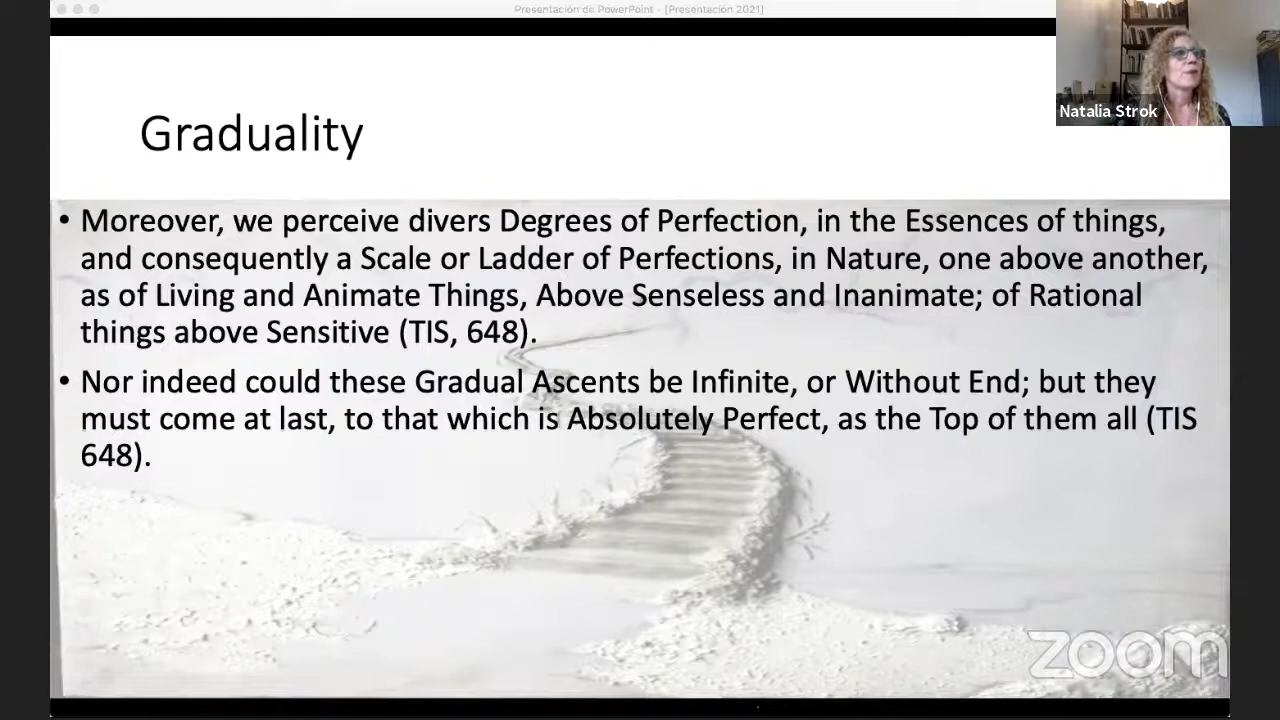 Presentación de PowerPoint - [Presentación 2021]
Natalia Strok
Graduality
• Moreover, we perceive divers Degrees of Perfection, in the Essences of things,
and consequently a Scale or Ladder of Perfections, in Nature, one above another,
as of Living and Animate Things, Above Senseless and Inanimate; of Rational
things above Sensitive (TIS, 648).
• Nor indeed could these Gradual Ascents be Infinite, or Without End; but they
must come at last, to that which is Absolutely Perfect, as the Top of them all (TIS
648).
zoom